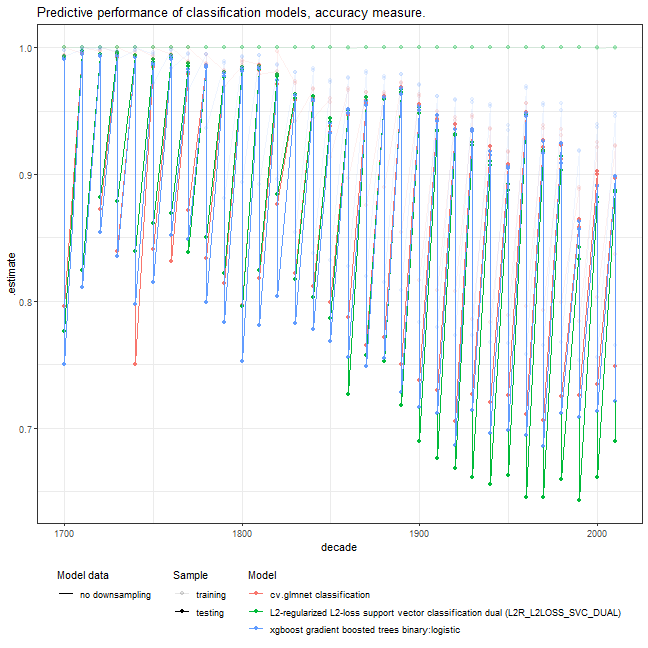 Predictive performance of classification models, accuracy measure.
1.0
0.9
0.8
0.7
.estimate
1700
1800
1900
2000
decade
Model data
no downsampling
Sample
training
testing
Model
cv.glmnet classification
L2-regularized L2-loss support vector classification dual (L2R_L2LOSS_SVC_DUAL)
xgboost gradient boosted trees binary:logistic